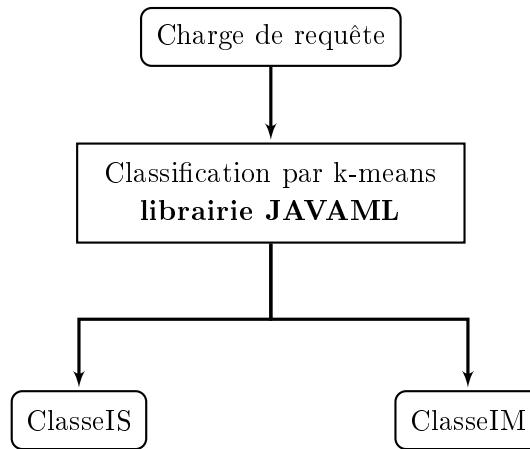 Charge de requête
Classification par k-means
librairie JAVAML
ClasseIS
ClasseIM